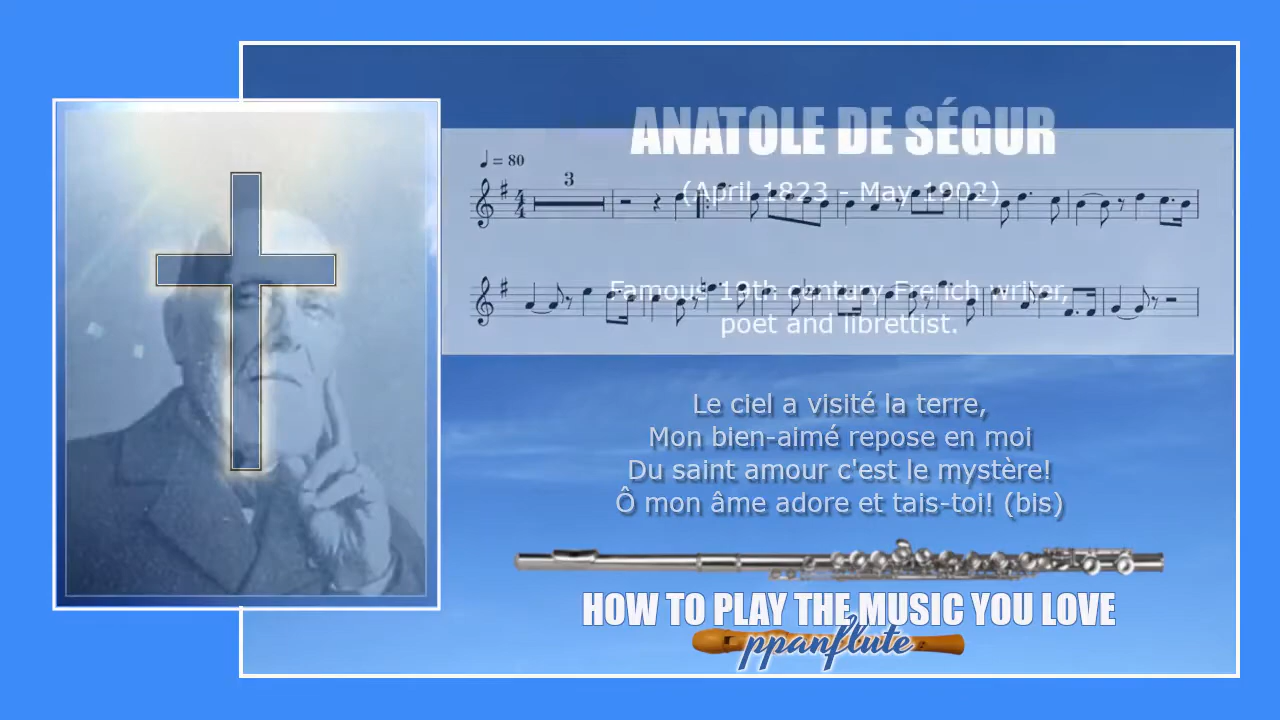 ANATOLE DE SÉGUR
= 80
3
(April 1823 - May 1902)
Famous 19th century French writer,
poet and librettist.
Le ciel a visité la terre,
Mon bien-aimé repose en moi
Du saint amour c'est le mystère!
Ô mon âme adore et tais-toi! (bis)
HOW TO PLAY THE MUSIC YOU LOVE
ppanflute